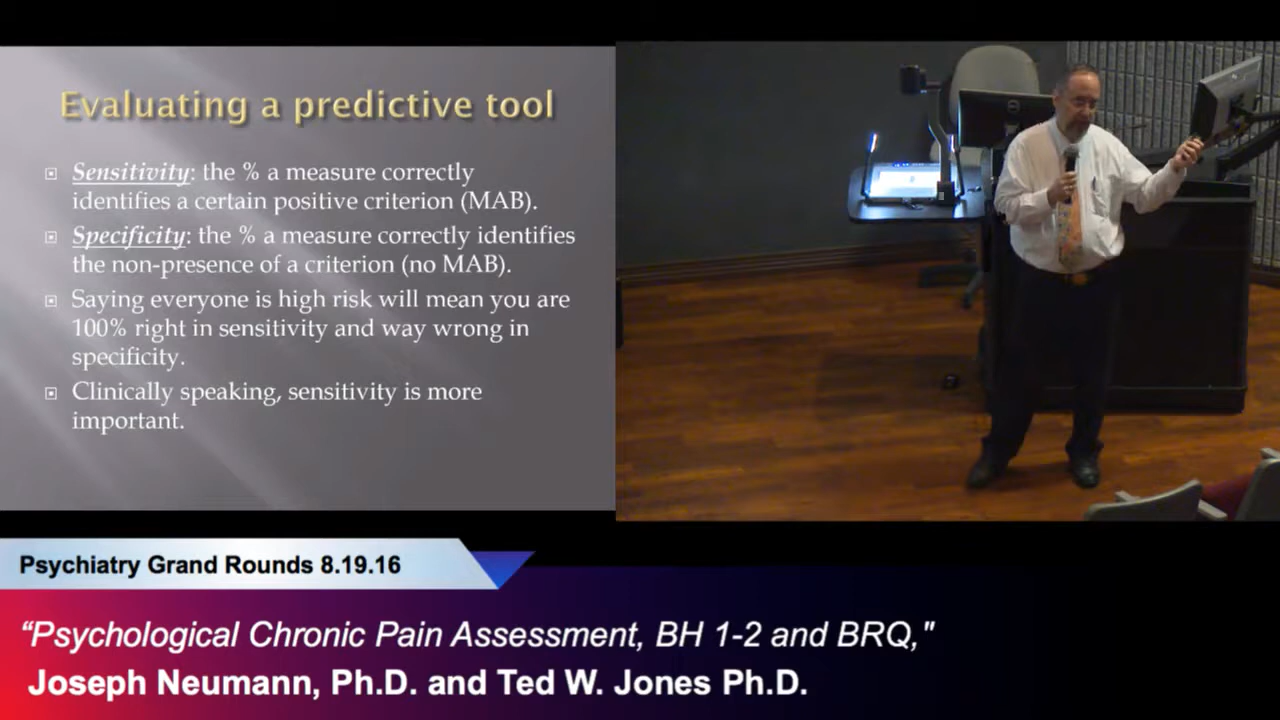 Evaluating a predictive tool
Sensitivity: the % a measure correctly
identifies a certain positive criterion (MAB).
Specificity: the % a measure correctly identifies
the non-presence of a criterion (no MAB).
Saying everyone is high risk will mean you are
100% right in sensitivity and way wrong in
specificity.
Clinically speaking, sensitivity is more
important.
Psychiatry Grand Rounds 8.19.16
“Psychological Chronic Pain Assessment, BH 1-2 and BRQ,"
Joseph Neumann, Ph.D. and Ted W. Jones Ph.D.